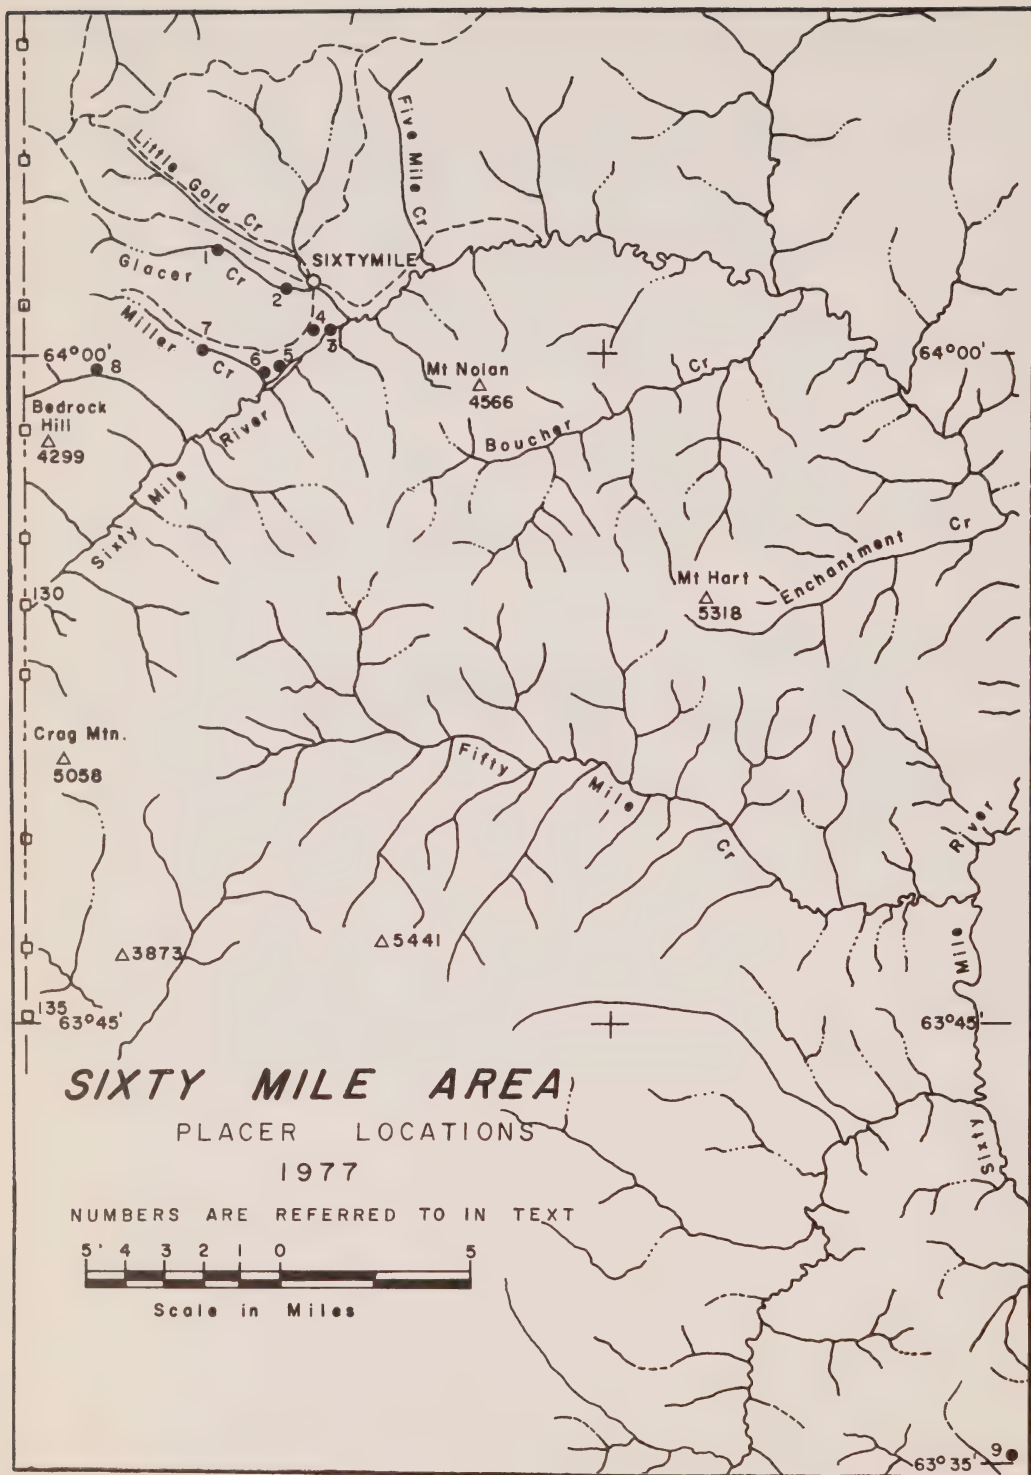 Five Mile Cr
Little Gold Cr
SIXTYMILE
1
Glacer Cr
2
7
4
3
Miller Cr
6
5
64°00'
8
64°00'
Mt Nolan
4566
Bedrock
Hill
4299
River
Boucher Cr
Sixty Mile
Enchantment Cr
Mt Hart
5318
130
Crag Mtn.
5058
Fifty Mile Cr
River
5441
3873
Mile
135
63°45'
63°45'
SIXTY MILE AREA
PLACER LOCATIONS
1977
Sixty
NUMBERS ARE REFERRED TO IN TEXT
5' 4 3 2 1 0 5
Scale in Miles
9
63°35'